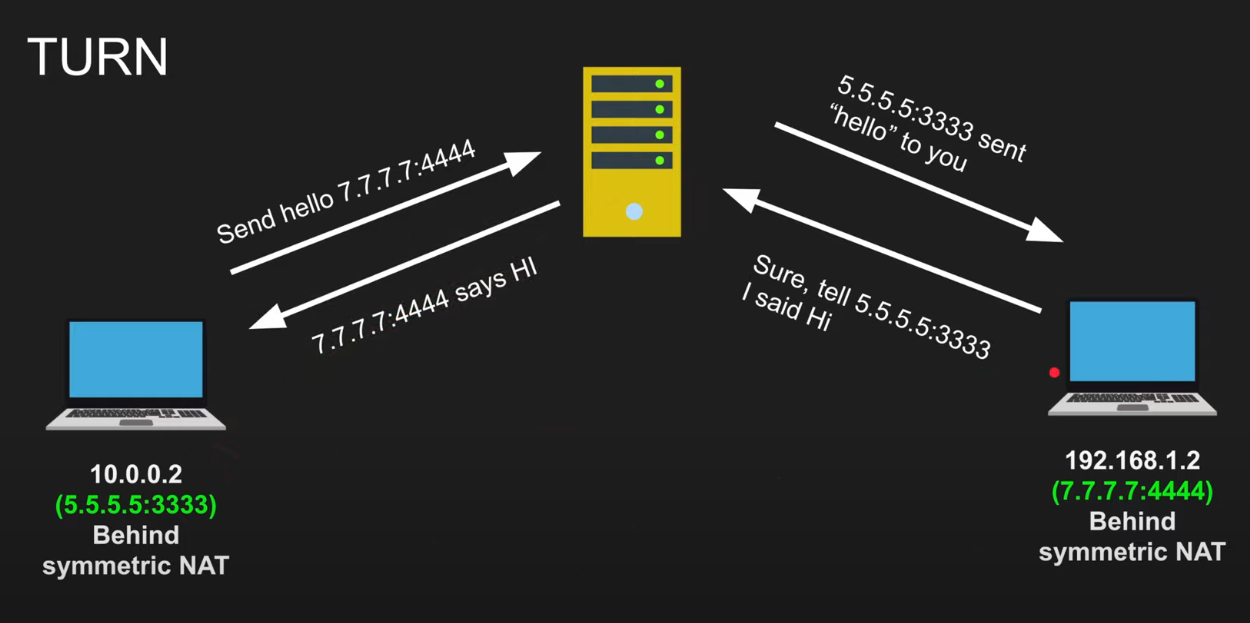 TURN
Send hello 7.7.7.7:4444
7.7.7.7:4444 says HI
5.5.5.5:3333 sent
“hello” to you
Sure, tell 5.5.5.5:3333
I said Hi
10.0.0.2
(5.5.5.5:3333)
Behind
symmetric NAT
192.168.1.2
(7.7.7.7:4444)
Behind
symmetric NAT